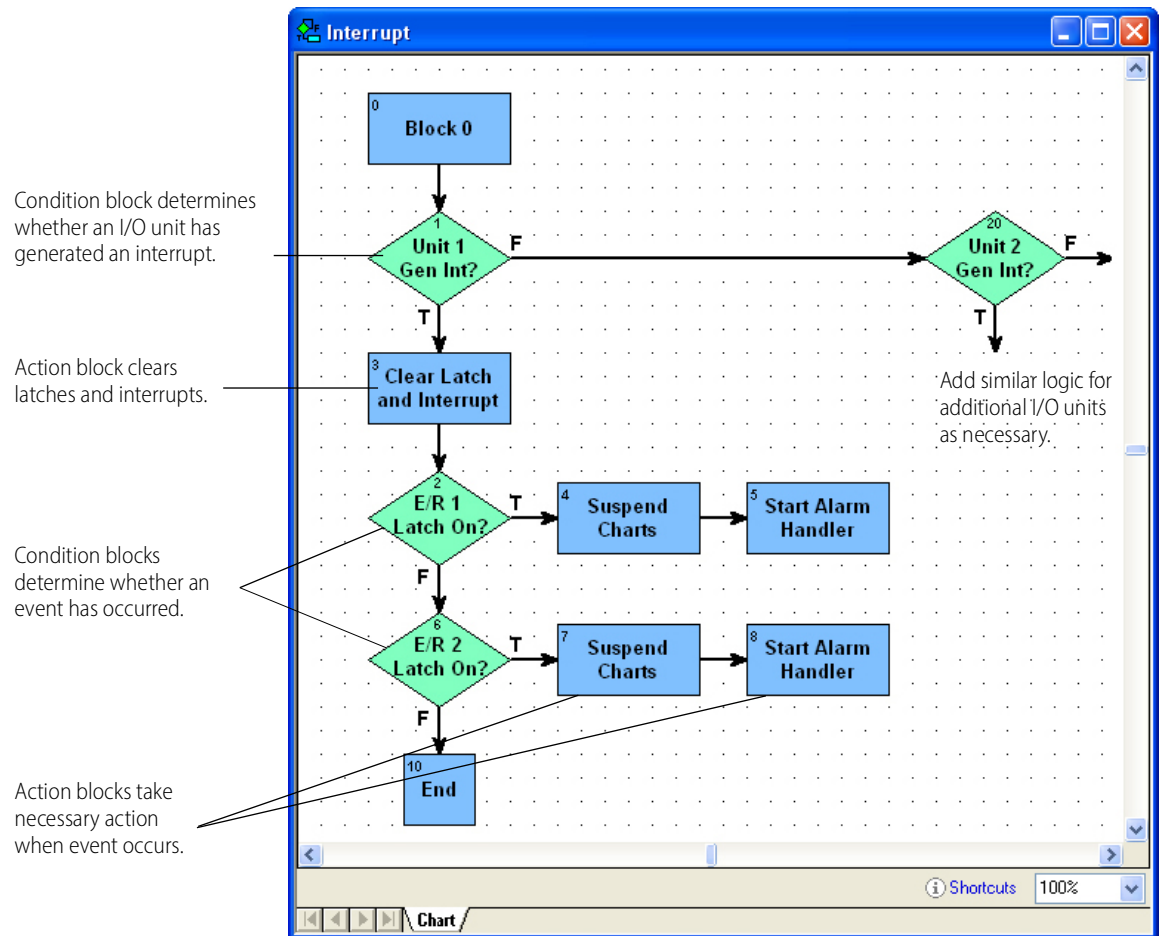 Interrupt
0
Block 0
Condition block determines
whether an I/O unit has
generated an interrupt.
1
Unit 1
Gen Int?
F
T
20
Unit 2
Gen Int?
F
T
Action block clears
latches and interrupts.
3
Clear Latch
and Interrupt
Add similar logic for
additional I/O units
as necessary.
2
E/R 1
Latch On?
T
F
4
Suspend
Charts
5
Start Alarm
Handler
Condition blocks
determine whether an
event has occurred.
6
E/R 2
Latch On?
T
F
7
Suspend
Charts
8
Start Alarm
Handler
10
End
Action blocks take
necessary action
when event occurs.
Shortcuts
100%
Chart